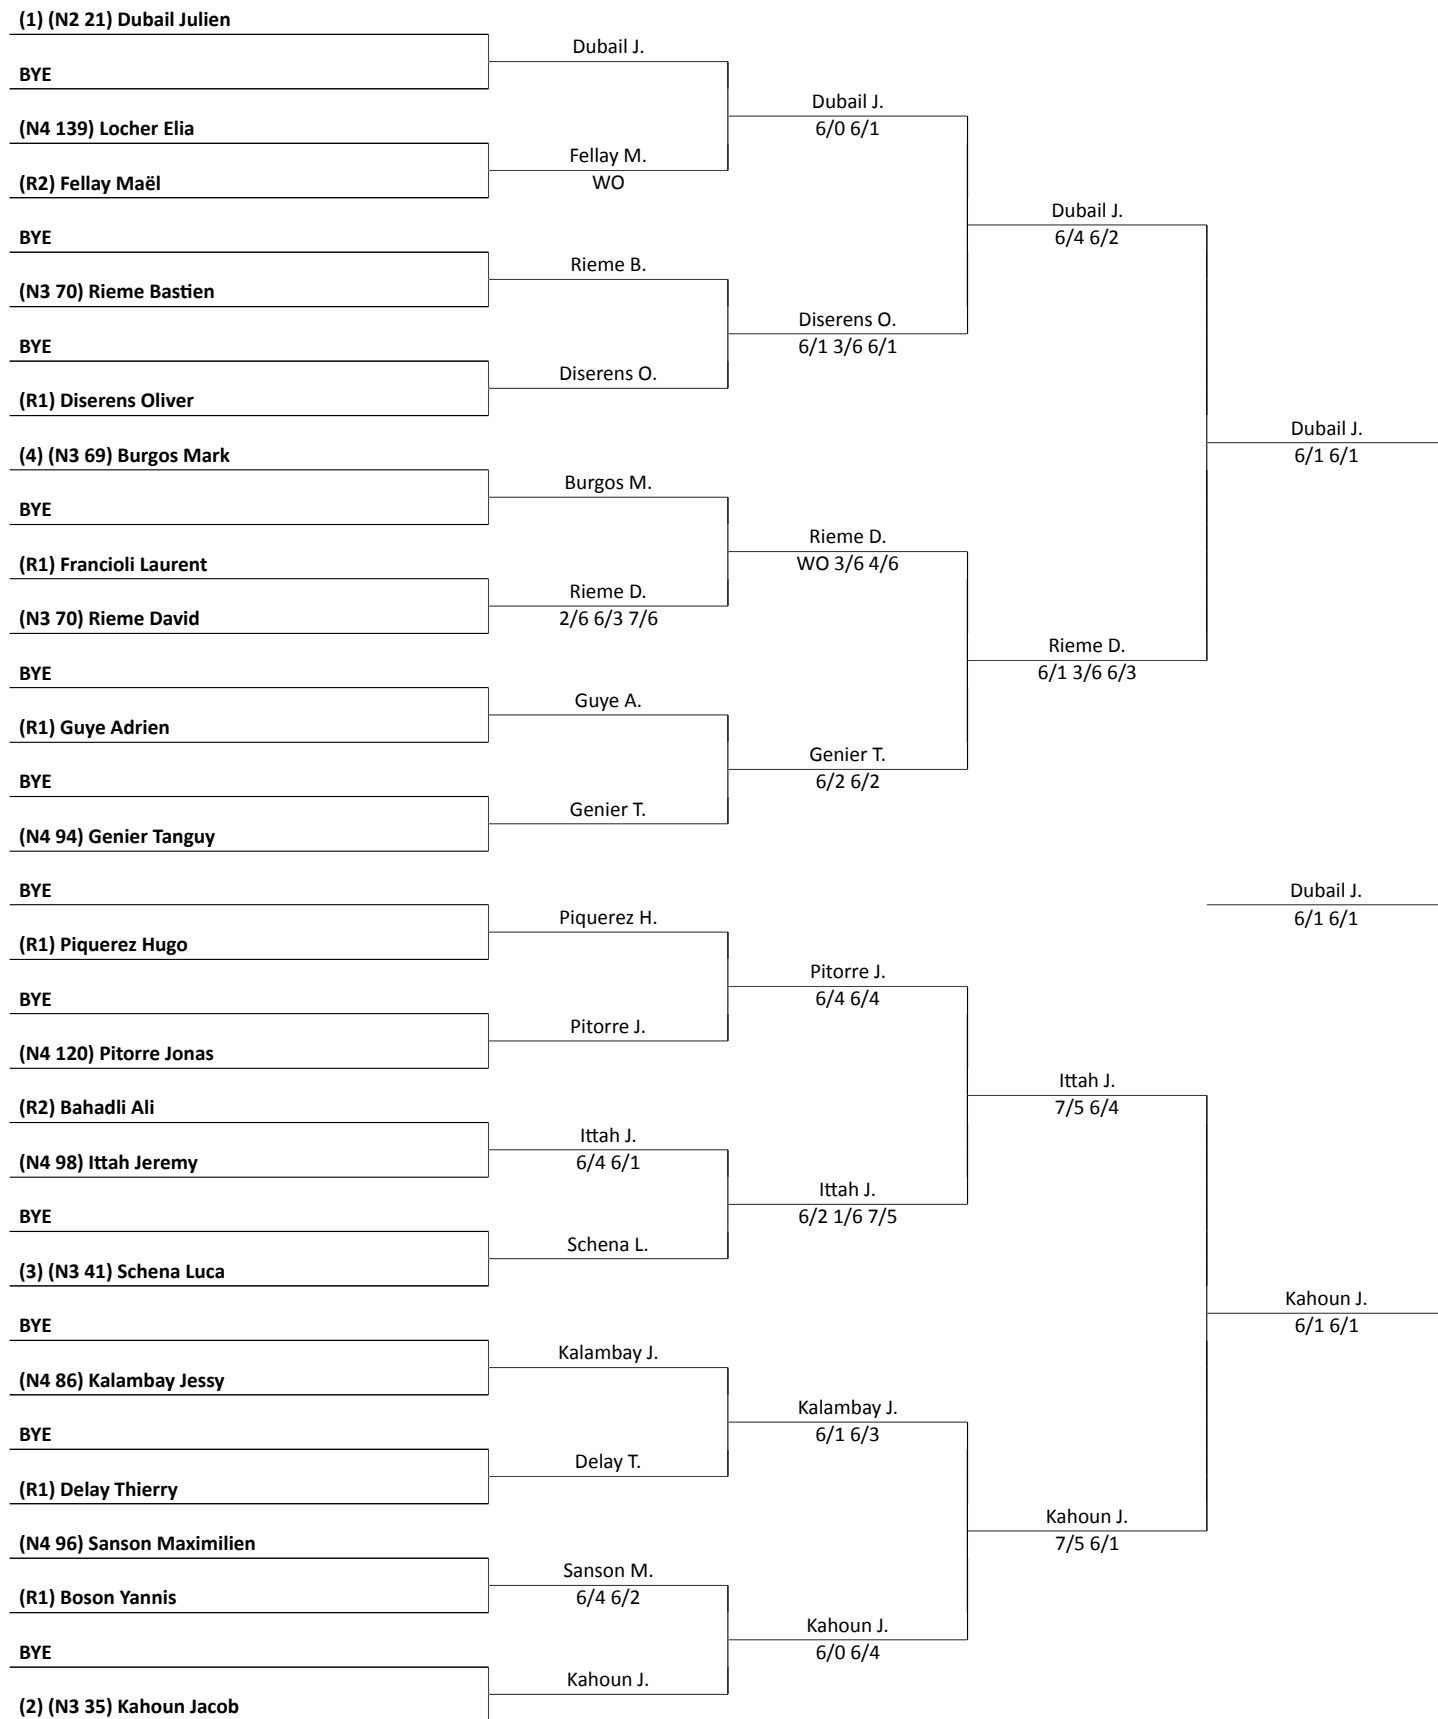 (1) (N2 21) Dubail Julien
Dubail J.
BYE
Dubail J.
6/0 6/1
(N4 139) Locher Elia
Fellay M.
WO
(R2) Fellay Maël
Dubail J.
6/4 6/2
BYE
Rieme B.
(N3 70) Rieme Bastien
Diserens O.
6/1 3/6 6/1
BYE
Diserens O.
(R1) Diserens Oliver
Dubail J.
6/1 6/1
(4) (N3 69) Burgos Mark
Burgos M.
BYE
Rieme D.
WO 3/6 4/6
(R1) Francioli Laurent
Rieme D.
2/6 6/3 7/6
(N3 70) Rieme David
Rieme D.
6/1 3/6 6/3
BYE
Guye A.
(R1) Guye Adrien
Genier T.
6/2 6/2
BYE
Genier T.
(N4 94) Genier Tanguy
BYE
Dubail J.
6/1 6/1
Piquerez H.
(R1) Piquerez Hugo
Pitorre J.
6/4 6/4
BYE
Pitorre J.
(N4 120) Pitorre Jonas
Ittah J.
7/5 6/4
(R2) Bahadli Ali
Ittah J.
6/4 6/1
(N4 98) Ittah Jeremy
Ittah J.
6/2 1/6 7/5
BYE
Schena L.
(3) (N3 41) Schena Luca
Kahoun J.
6/1 6/1
BYE
Kalambay J.
(N4 86) Kalambay Jessy
Kalambay J.
6/1 6/3
BYE
Delay T.
(R1) Delay Thierry
Kahoun J.
7/5 6/1
(N4 96) Sanson Maximilien
Sanson M.
6/4 6/2
(R1) Boson Yannis
Kahoun J.
6/0 6/4
BYE
Kahoun J.
(2) (N3 35) Kahoun Jacob